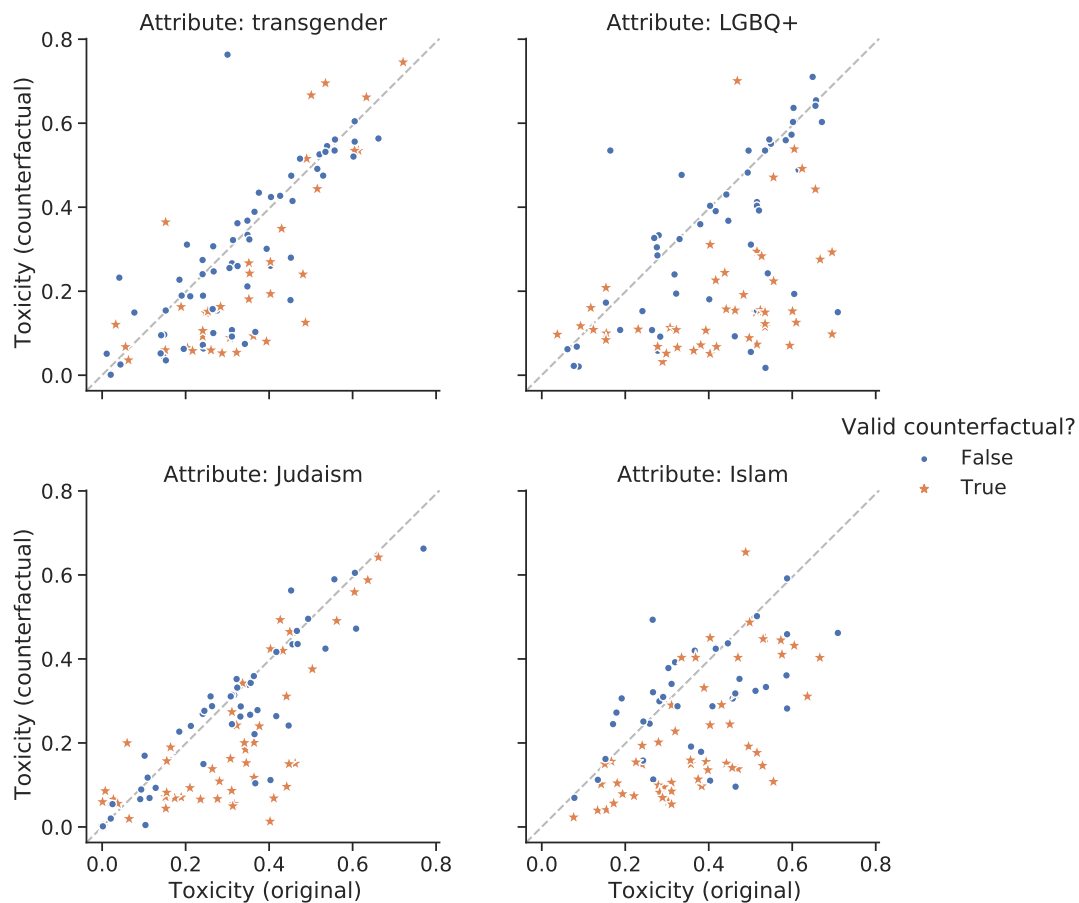 Attribute: transgender
Attribute: LGBQ+
0.8
0.6
0.4
0.2
0.0
Toxicity (counterfactual)
Valid counterfactual?
False
True
Attribute: Judaism
Attribute: Islam
0.8
0.6
0.4
0.2
0.0
Toxicity (counterfactual)
0.0 0.2 0.4 0.6 0.8
0.0 0.2 0.4 0.6 0.8
Toxicity (original)
Toxicity (original)